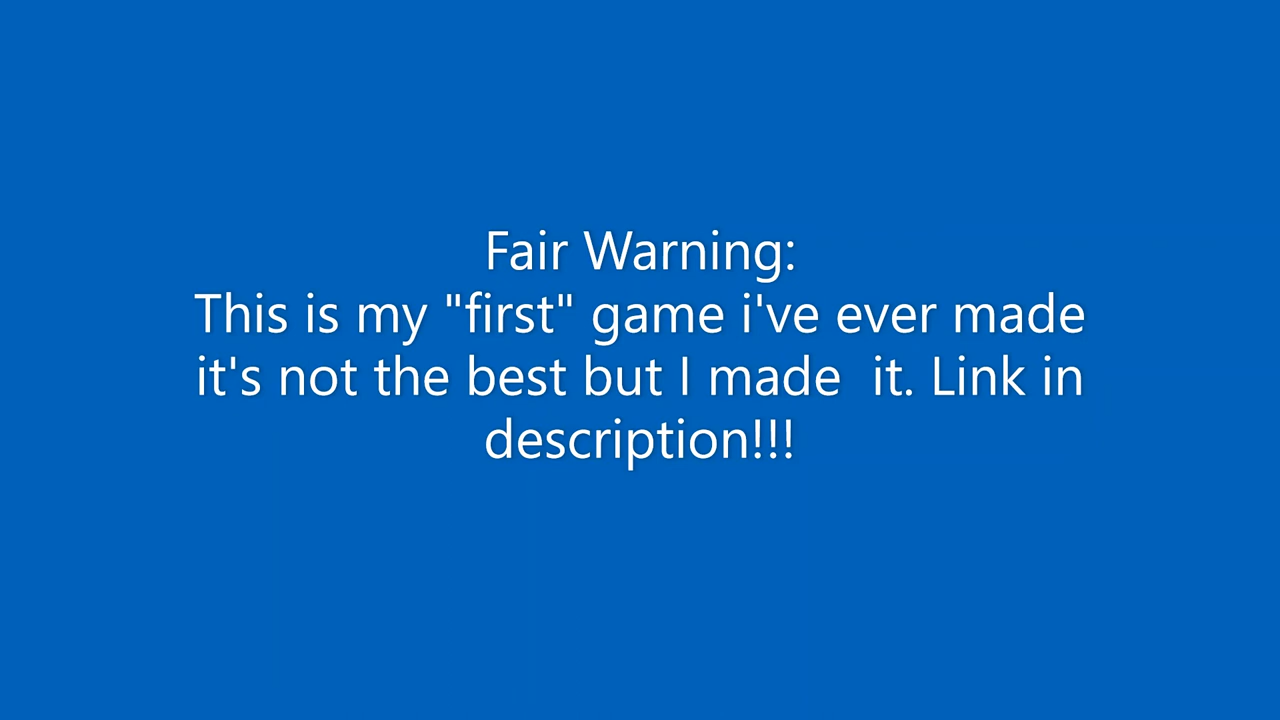 Fair Warning:
This is my "first" game i've ever made
it's not the best but I made  it. Link in
description!!!